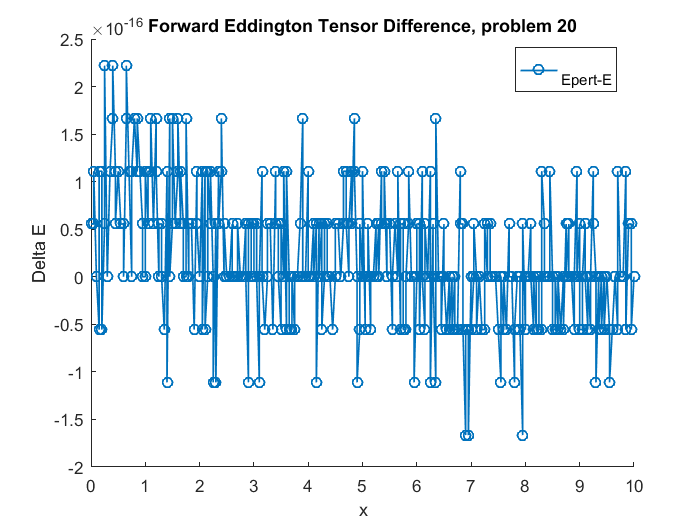 ×10^-16 Forward Eddington Tensor Difference, problem 20
2.5
2
1.5
1
0.5
0
-0.5
-1
-1.5
-2
Delta E
Epert-E
0 1 2 3 4 5 6 7 8 9 10
x